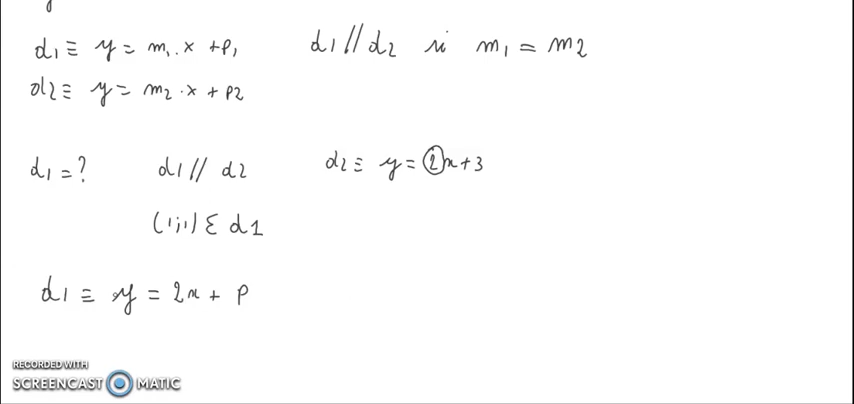 d1 ≡ y = m1.x + p1 d1 // d2 si m1 = m2
d2 ≡ y = m2.x + p2
d1 = ? d1 // d2 d2 ≡ y = 2x + 3
(1;1) ∈ d1
d1 ≡ y = 2x + p
RECORDED WITH
SCREENCAST MATIC